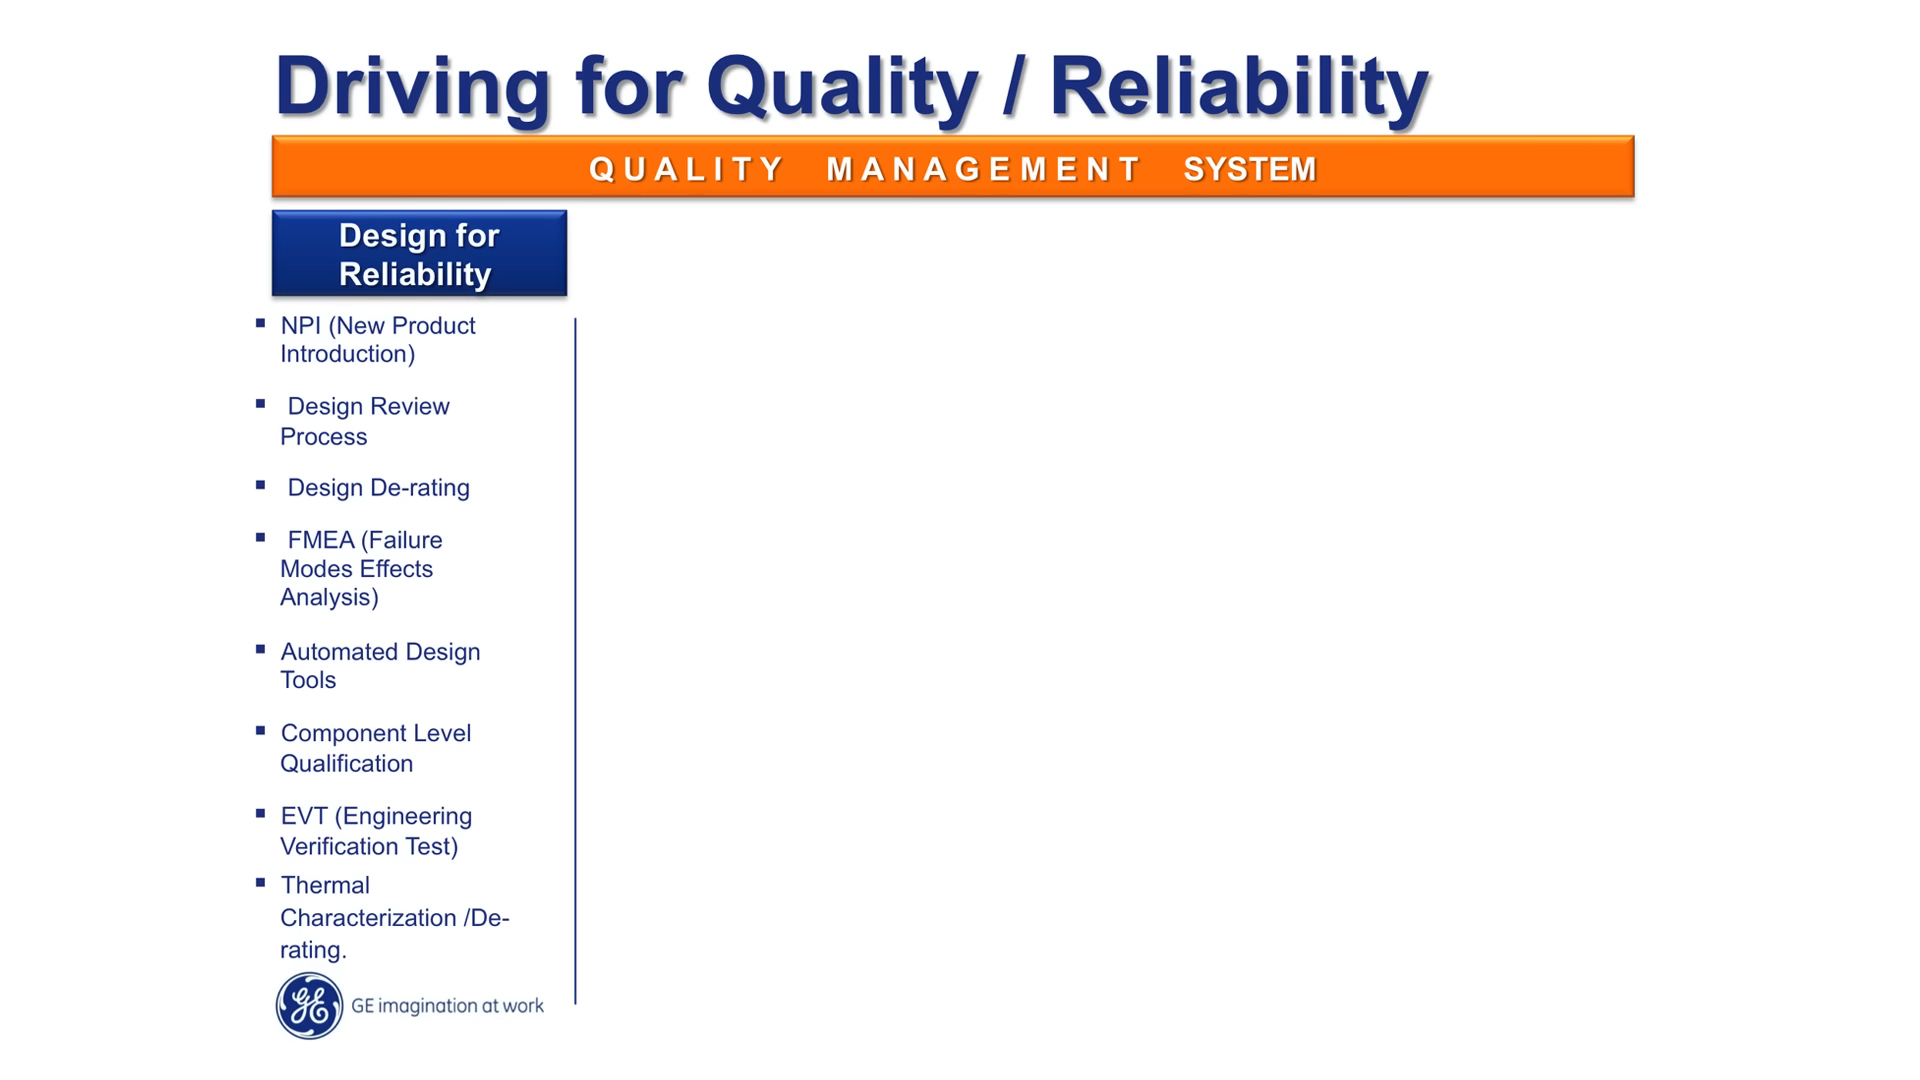 Driving for Quality / Reliability
Q U A L I T Y M A N A G E M E N T SYSTEM
Design for
Reliability
▪ NPI (New Product
Introduction)
▪ Design Review
Process
▪ Design De-rating
▪ FMEA (Failure
Modes Effects
Analysis)
▪ Automated Design
Tools
▪ Component Level
Qualification
▪ EVT (Engineering
Verification Test)
▪ Thermal
Characterization /De-
rating.
GE imagination at work